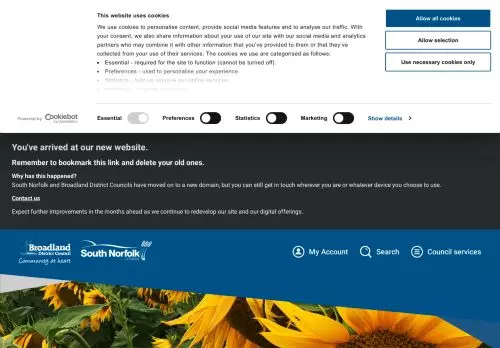 This website uses cookies
We use cookies to personalise content, provide social media features and to analyse our traffic. With
your consent, we also share information about your use of our site with our social media and analytics
partners who may combine it with other information that you've provided to them or that they've
collected from your use of their services. The cookies we use are categorised as follows:
• Essential - required for the site to function (cannot be turned off).
• Preferences - used to personalise your experience.
• Statistics - help us improve our online services.
Allow all cookies
Allow selection
Use necessary cookies only
Powered by Cookiebot
Essential Preferences Statistics Marketing Show details
You've arrived at our new website.
Remember to bookmark this link and delete your old ones.
Why has this happened?
South Norfolk and Broadland District Councils have moved on to a new domain, but you can still get in touch wherever you are or whatever device you choose to use.
Contact us
Expect further improvements in the months ahead as we continue to redevelop our site and our digital offerings.
Broadland
District Council
Community at heart
South Norfolk
My Account Search Council services